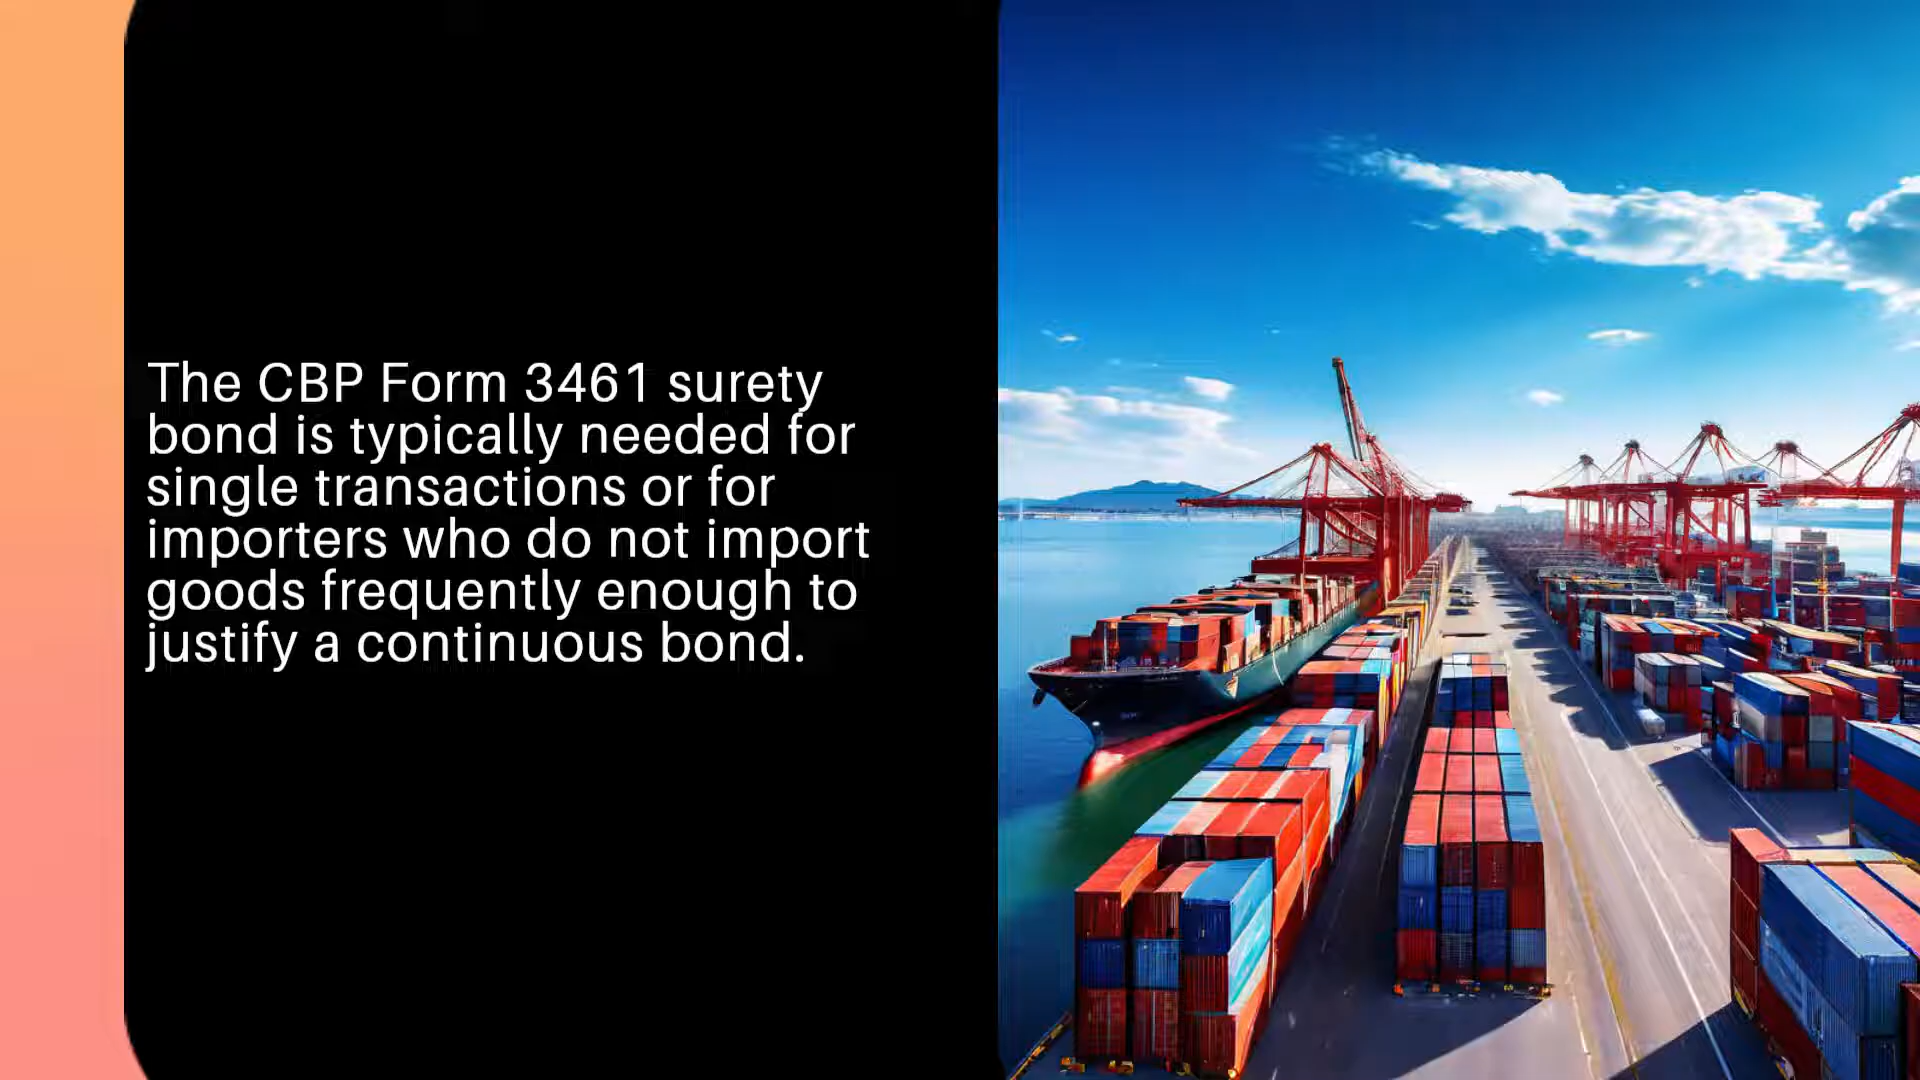 The CBP Form 3461 surety
bond is typically needed for
single transactions or for
importers who do not import
goods frequently enough to
justify a continuous bond.